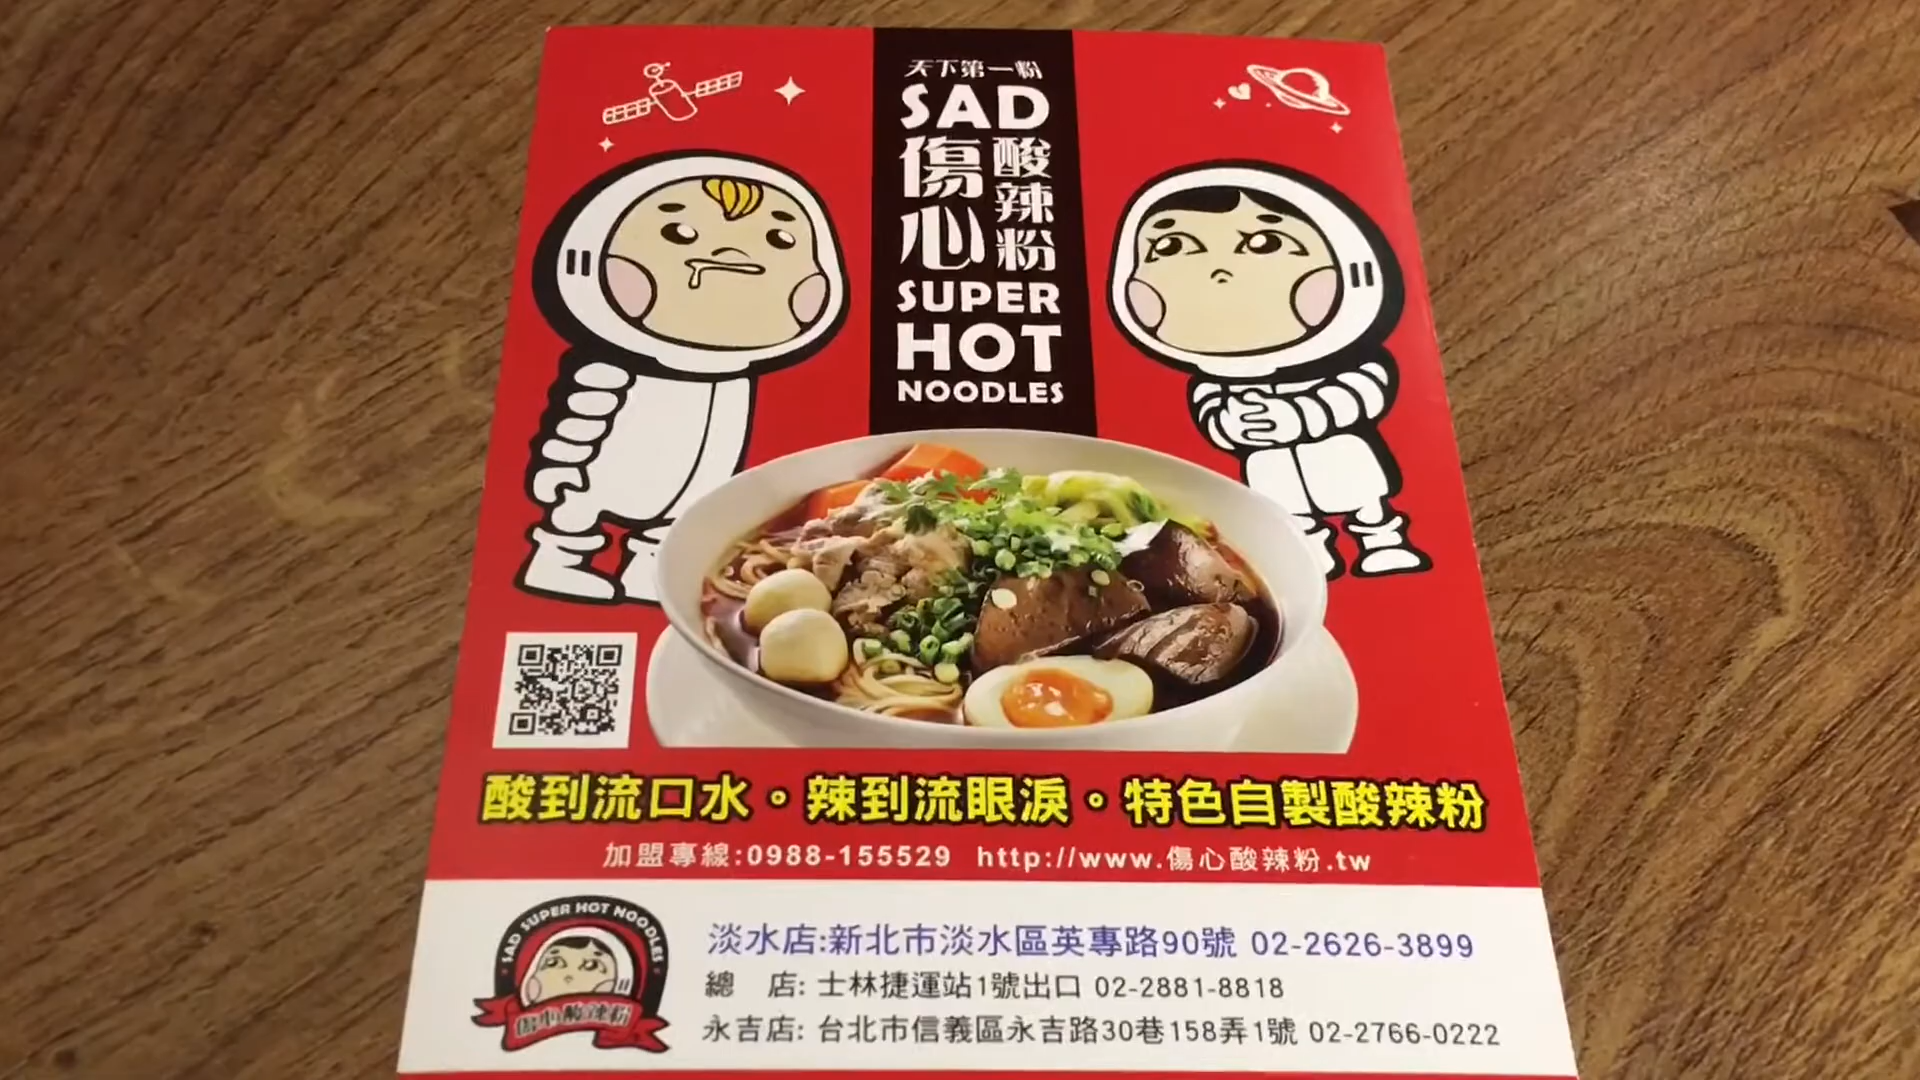 天下第一粉
SAD
傷心
酸辣粉
SUPER
HOT
NOODLES
酸到流口水。辣到流眼淚。特色自製酸辣粉
加盟專線:0988-155529 http://www.傷心酸辣粉.tw
SAD SUPER HOT NOODLES
傷心酸辣粉
淡水店:新北市淡水區英專路90號 02-2626-3899
總 店: 士林捷運站1號出口 02-2881-8818
永吉店: 台北市信義區永吉路30巷158弄1號 02-2766-0222